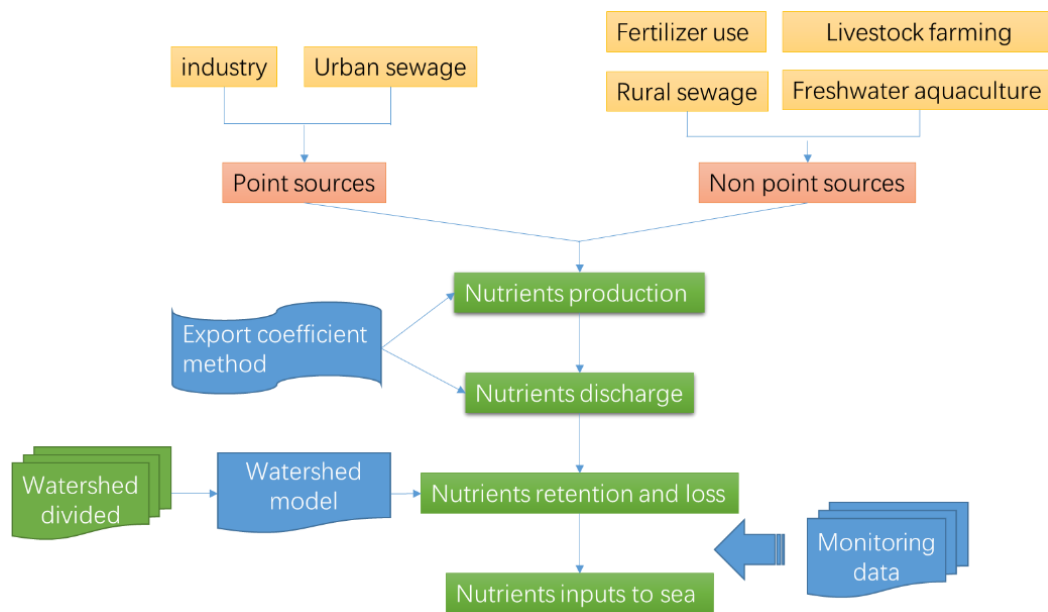 Fertilizer use
Livestock farming
industry
Urban sewage
Rural sewage
Freshwater aquaculture
Point sources
Non point sources
Nutrients production
Export coefficient
method
Nutrients discharge
Watershed
divided
Watershed
model
Nutrients retention and loss
Monitoring
data
Nutrients inputs to sea